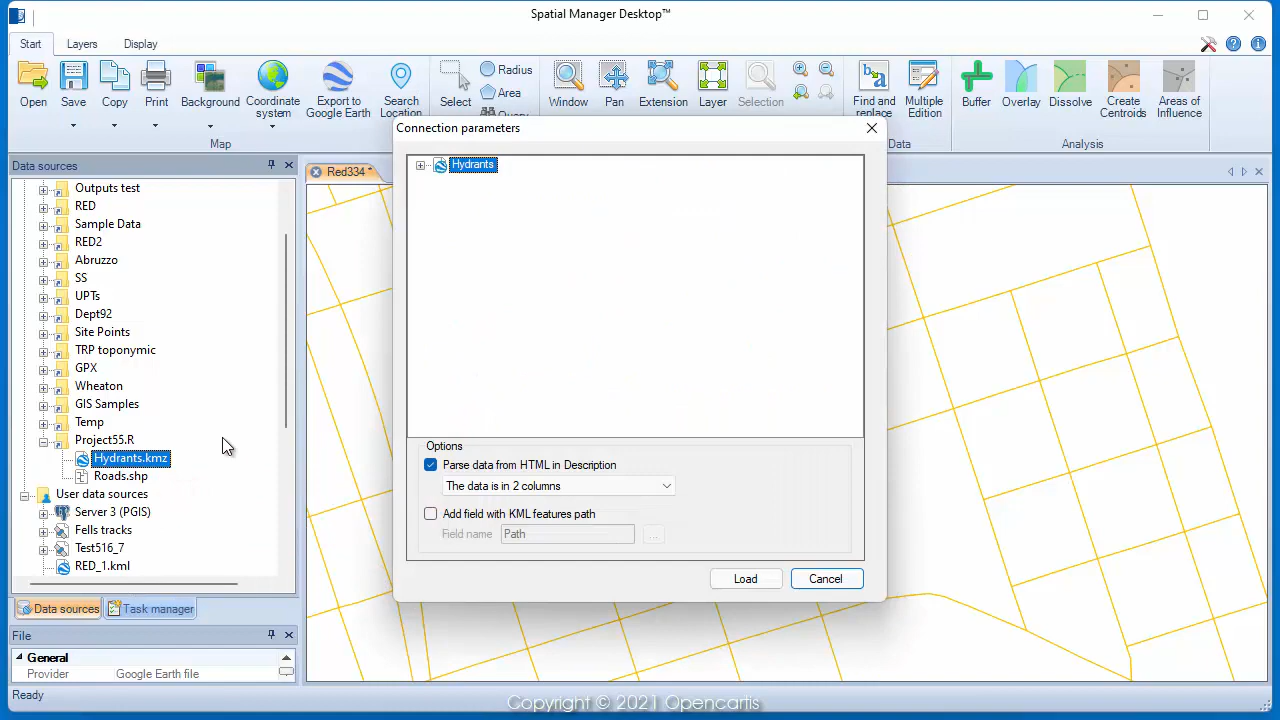 Spatial Manager Desktop™
Start Layers Display
Open Save Copy Print Background Coordinate system Export to Google Earth Search Location Select Radius Area Query Window Pan Extension Layer Selection Find and replace Multiple Edition Buffer Overlay Dissolve Create Centroids Areas of Influence
Map Data Analysis
Connection parameters
Data sources
Red334 *
Hydrants
Outputs test
RED
Sample Data
RED2
Abruzzo
SS
UPTs
Dept92
Site Points
TRP toponymic
GPX
Wheaton
GIS Samples
Temp
Project55.R
Hydrants.kmz
Roads.shp
User data sources
Server 3 (PGIS)
Fells tracks
Test516_7
RED_1.kml
Options
Parse data from HTML in Description
The data is in 2 columns
Add field with KML features path
Field name Path ...
Load Cancel
Data sources Task manager
File
General
Provider Google Earth file
Ready
Copyright © 2021 Opencartis